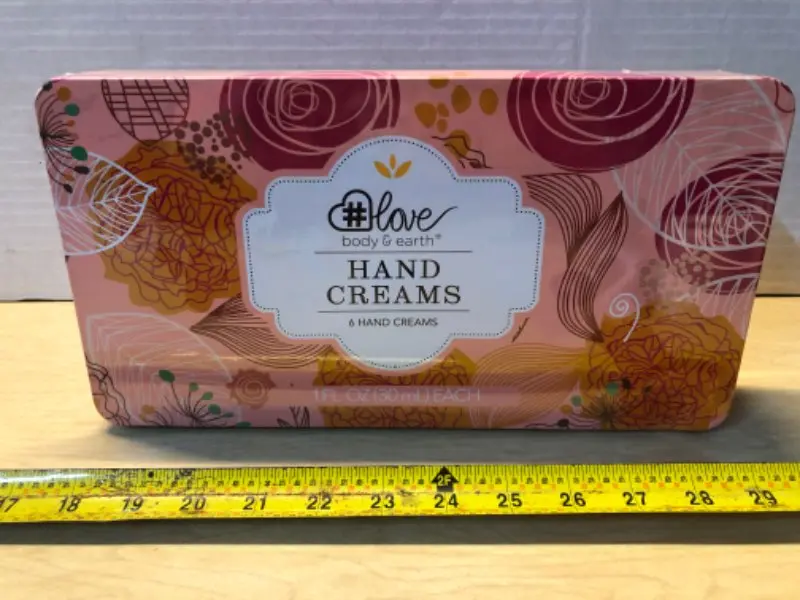 #love
body & earth®
HAND
CREAMS
6 HAND CREAMS
1 FL. OZ (30 mL) EACH
2F
17 18 19 20 21 22 23 24 25 26 27 28 29